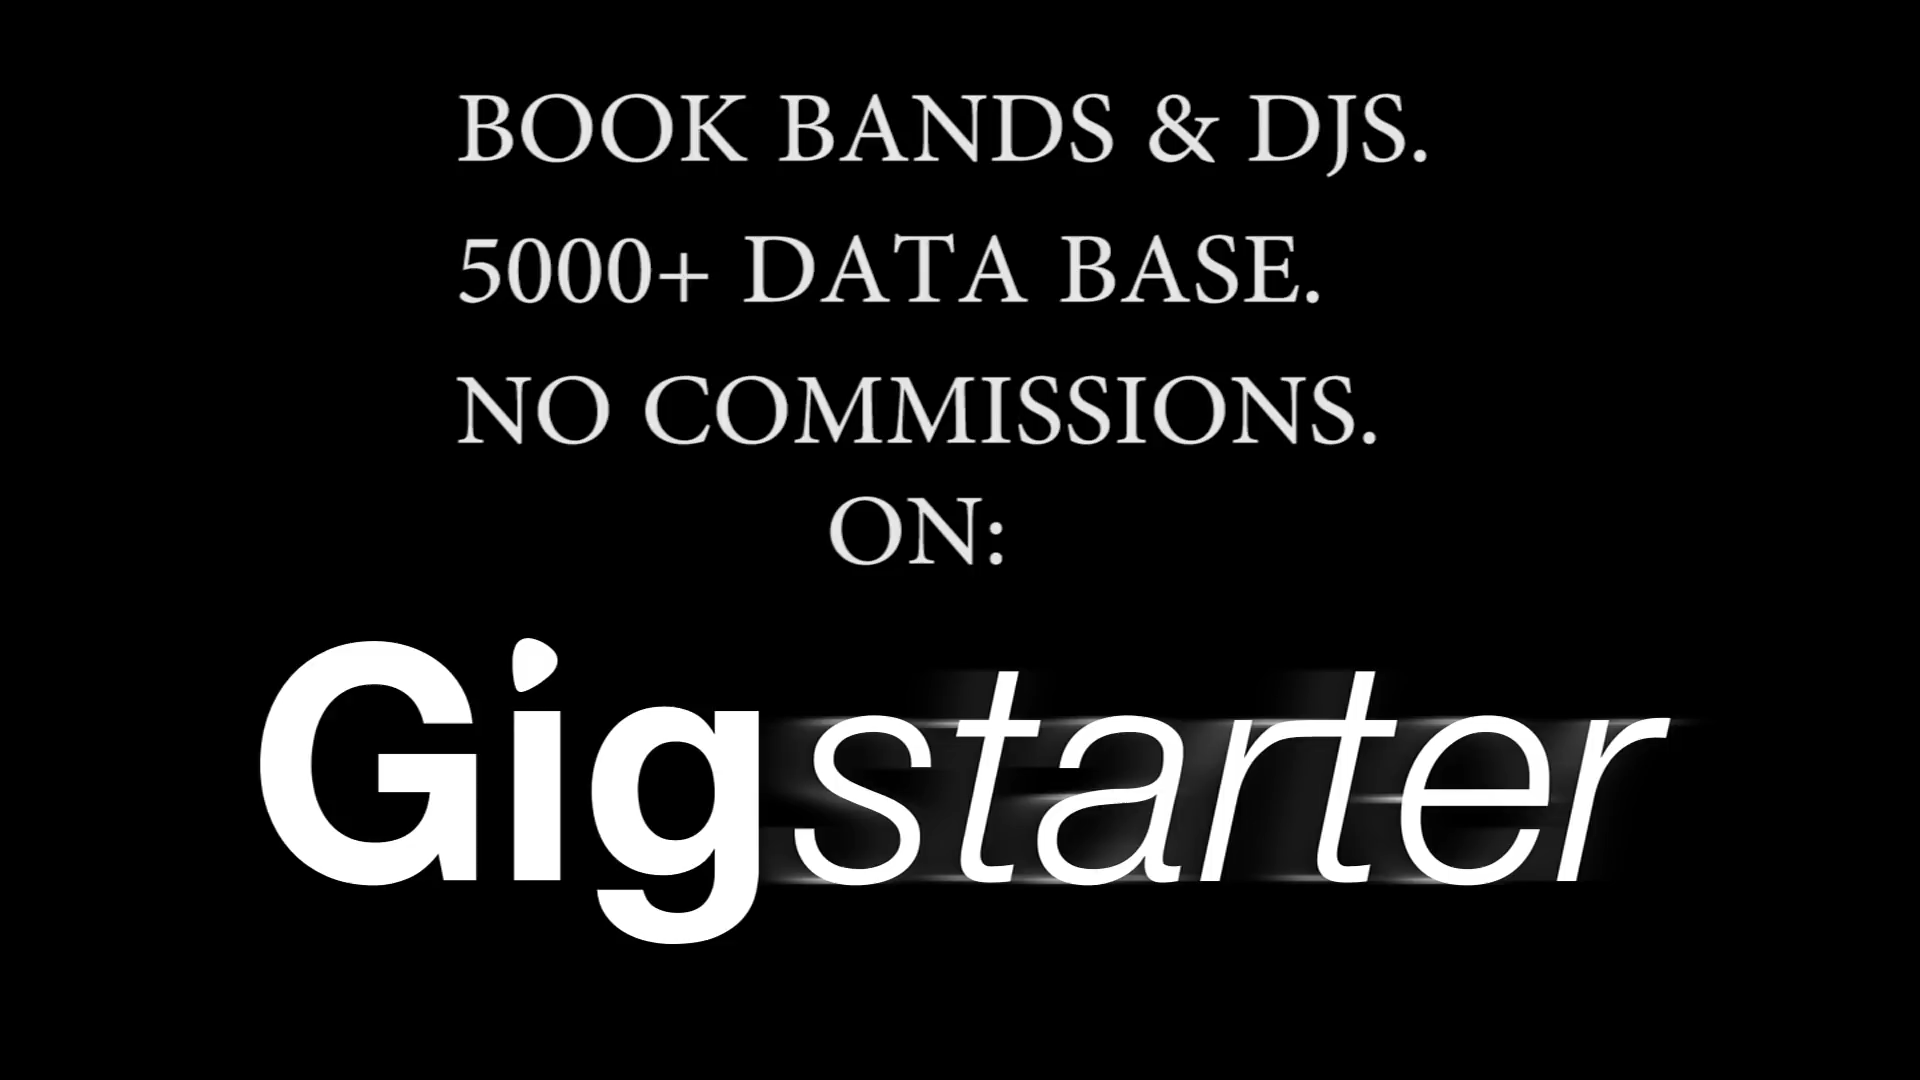 BOOK BANDS & DJS.
5000+ DATA BASE.
NO COMMISSIONS.
ON:
Gigstarter